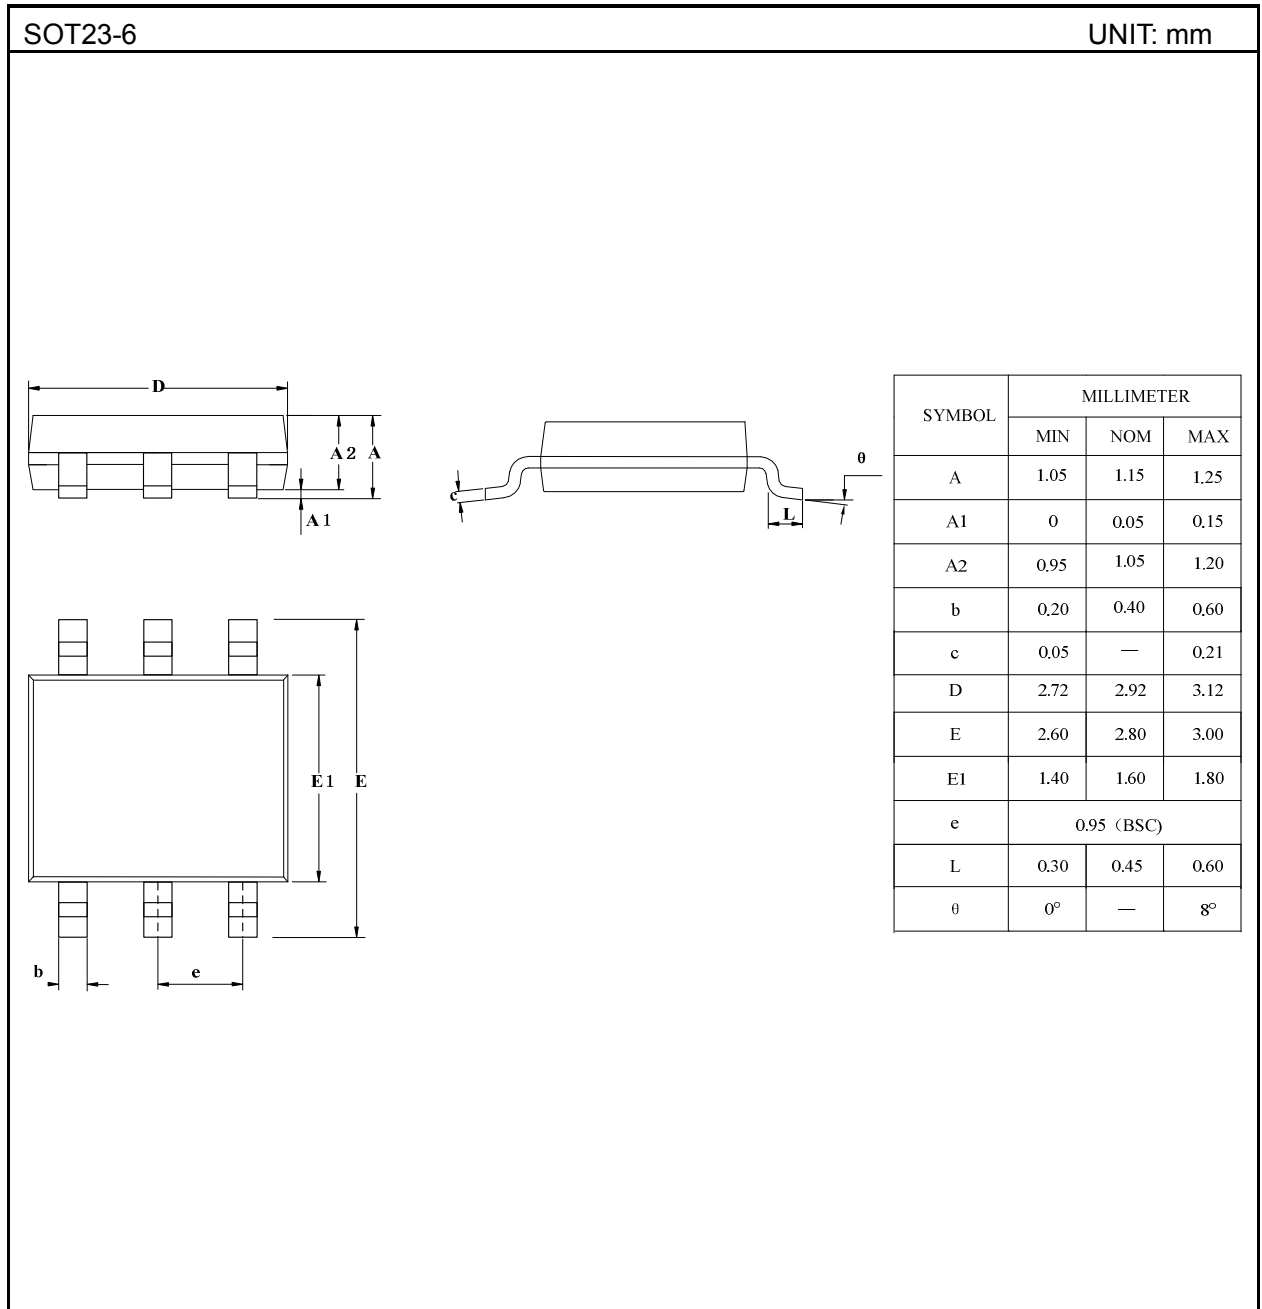 SOT23-6 UNIT: mm
D
A2 A
A1
c
L
θ
E1 E
b
e
SYMBOL MILLIMETER
MIN NOM MAX
A 1.05 1.15 1.25
A1 0 0.05 0.15
A2 0.95 1.05 1.20
b 0.20 0.40 0.60
c 0.05 — 0.21
D 2.72 2.92 3.12
E 2.60 2.80 3.00
E1 1.40 1.60 1.80
e 0.95（BSC)
L 0.30 0.45 0.60
θ 0° — 8°